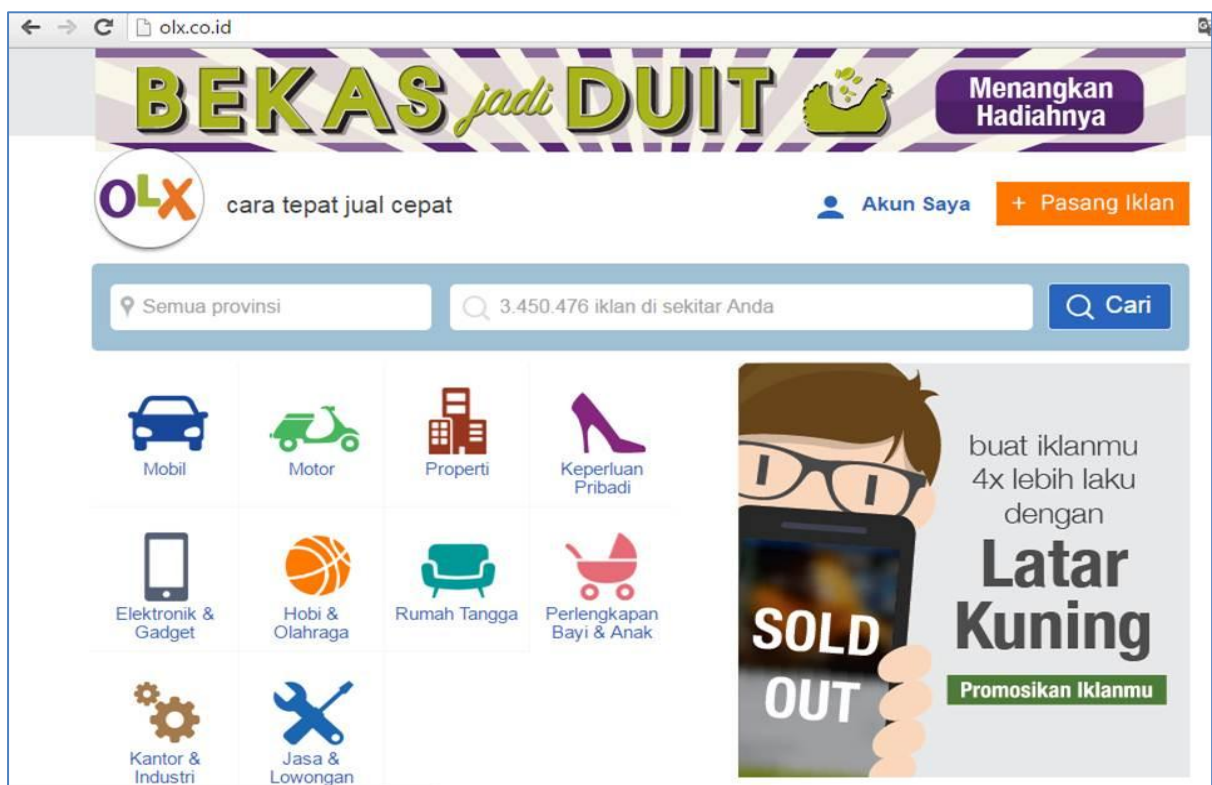 olx.co.id
BEKAS jadi DUIT
Menangkan
Hadiahnya
OLX
cara tepat jual cepat
Akun Saya
+ Pasang Iklan
Semua provinsi
3.450.476 iklan di sekitar Anda
Cari
Mobil
Motor
Properti
Keperluan
Pribadi
Elektronik &
Gadget
Hobi &
Olahraga
Rumah Tangga
Perlengkapan
Bayi & Anak
Kantor &
Industri
Jasa &
Lowongan
buat iklanmu
4x lebih laku
dengan
Latar
Kuning
Promosikan Iklanmu
SOLD
OUT